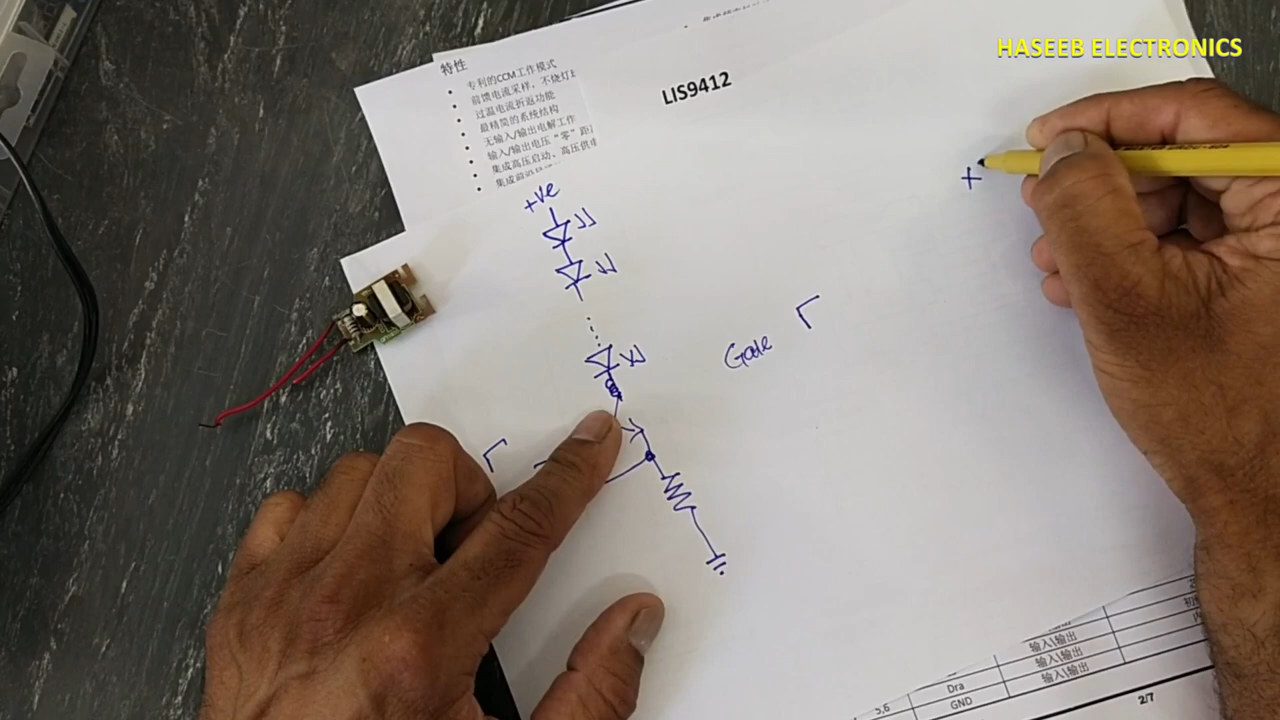 HASEEB ELECTRONICS
LIS9412
特性
• 专利的CCM工作模式
• 前馈电流采样，不烧灯
• 过温电流折返功能
• 最精简的系统结构
• 无输入/输出电解工作
• 输入/输出电压“零”距
• 集成高压启动、高压供
+Ve
Gate
+
输入\输出
输入\输出
5,6 Dra 输入\输出
GND
2/7